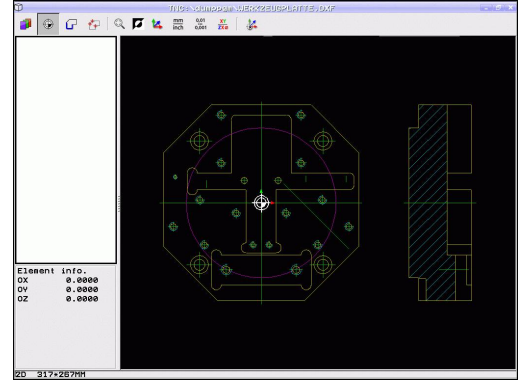 TNC:\dumppgm\WERKZEUGPLATTE.DXF
mm
inch
0,01
0,001
XY
ZXØ
Element info.
OX 0.0000
OY 0.0000
OZ 0.0000
2D 317*267MM